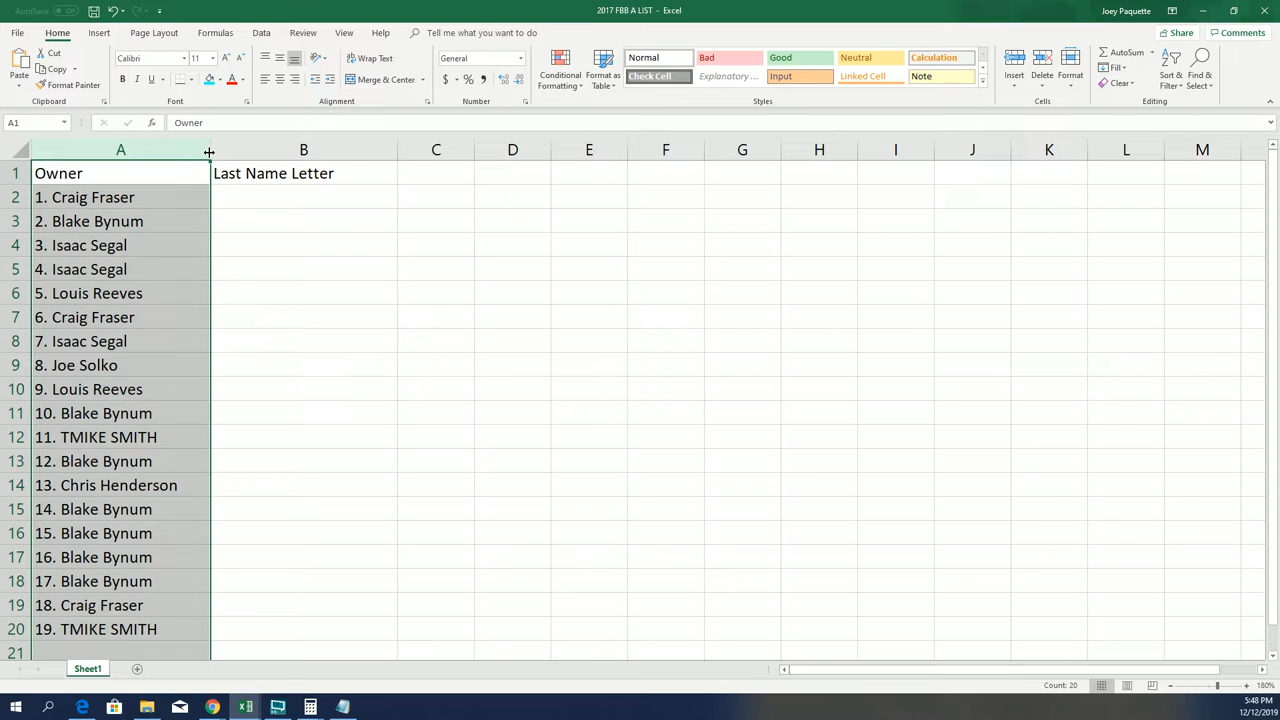 AutoSave Off 2017 FBB A LIST - Excel Joey Paquette
File Home Insert Page Layout Formulas Data Review View Help Tell me what you want to do Share Comments
Paste Cut Copy Format Painter Clipboard
Calibri 11 B I U A Font
Wrap Text Merge & Center Alignment
General $ % , Number
Conditional Formatting Format as Table
Normal Bad Good Neutral Calculation
Check Cell Explanatory ... Input Linked Cell Note
Styles
Insert Delete Format Cells
AutoSum Fill Clear Sort & Filter Find & Select Editing
A1 fx Owner
A B C D E F G H I J K L M
1 Owner Last Name Letter
2 1. Craig Fraser
3 2. Blake Bynum
4 3. Isaac Segal
5 4. Isaac Segal
6 5. Louis Reeves
7 6. Craig Fraser
8 7. Isaac Segal
9 8. Joe Solko
10 9. Louis Reeves
11 10. Blake Bynum
12 11. TMIKE SMITH
13 12. Blake Bynum
14 13. Chris Henderson
15 14. Blake Bynum
16 15. Blake Bynum
17 16. Blake Bynum
18 17. Blake Bynum
19 18. Craig Fraser
20 19. TMIKE SMITH
21
Sheet1
Count: 20 180%
5:48 PM
12/12/2019